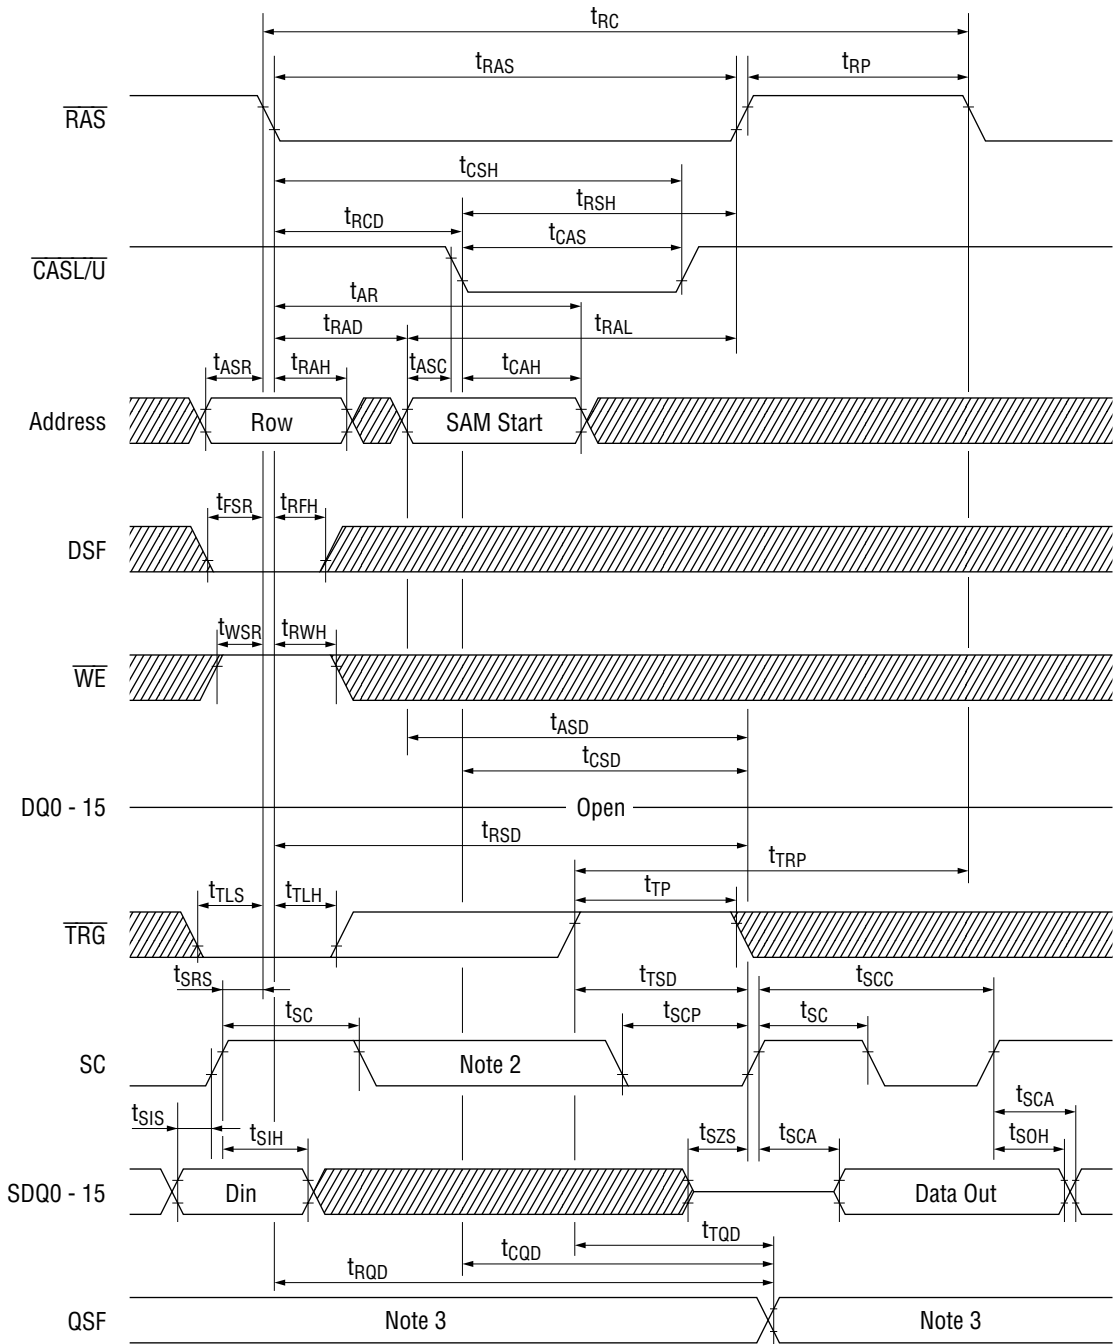 tRC
tRAS
tRP
RAS
tCSH
tRSH
tRCD
tCAS
CASL/U
tAR
tRAD
tRAL
tASR
tRAH
tASC
tCAH
Address
Row
SAM Start
tFSR
tRFH
DSF
tWSR
tRWH
WE
tASD
tCSD
DQ0 - 15
Open
tRSD
tTRP
tTP
tTLS
tTLH
TRG
tSRS
tTSD
tSCC
tSC
tSCP
tSC
SC
Note 2
tSCA
tSIS
tSIH
tSZS
tSCA
tSOH
SDQ0 - 15
Din
Data Out
tTQD
tCQD
tRQD
QSF
Note 3
Note 3